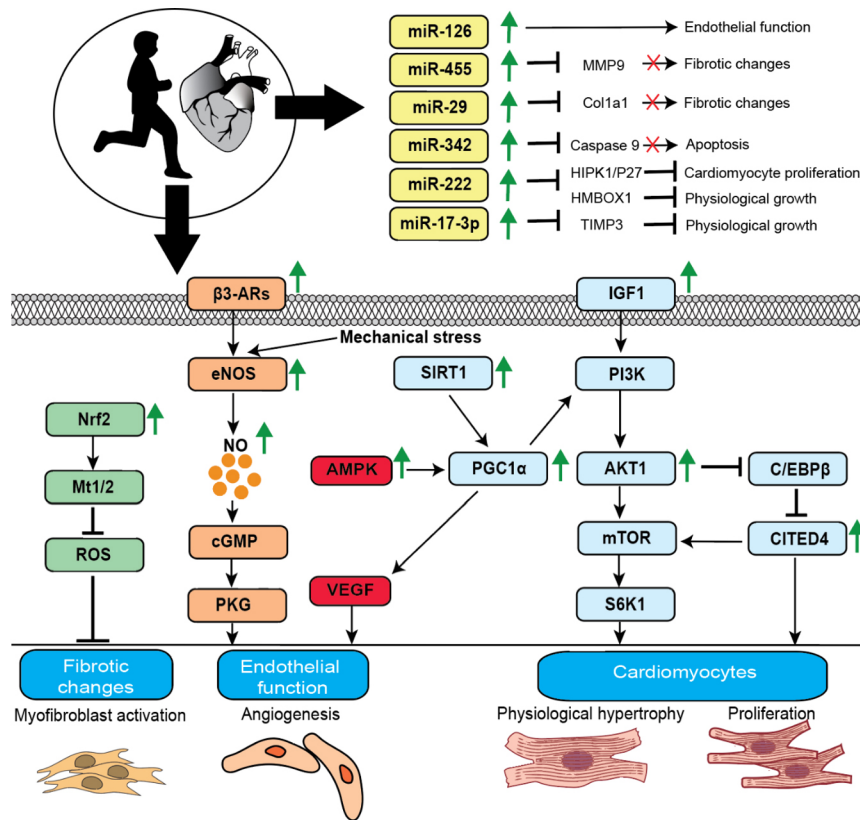 miR-126
Endothelial function
miR-455
MMP9
Fibrotic changes
miR-29
Col1a1
Fibrotic changes
miR-342
Caspase 9
Apoptosis
miR-222
HIPK1/P27
Cardiomyocyte proliferation
HMBOX1
Physiological growth
miR-17-3p
TIMP3
Physiological growth
β3-ARs
IGF1
Mechanical stress
eNOS
SIRT1
PI3K
Nrf2
NO
AMPK
PGC1α
AKT1
C/EBPβ
Mt1/2
cGMP
mTOR
CITED4
ROS
VEGF
PKG
S6K1
Fibrotic
changes
Endothelial
function
Cardiomyocytes
Myofibroblast activation
Angiogenesis
Physiological hypertrophy
Proliferation